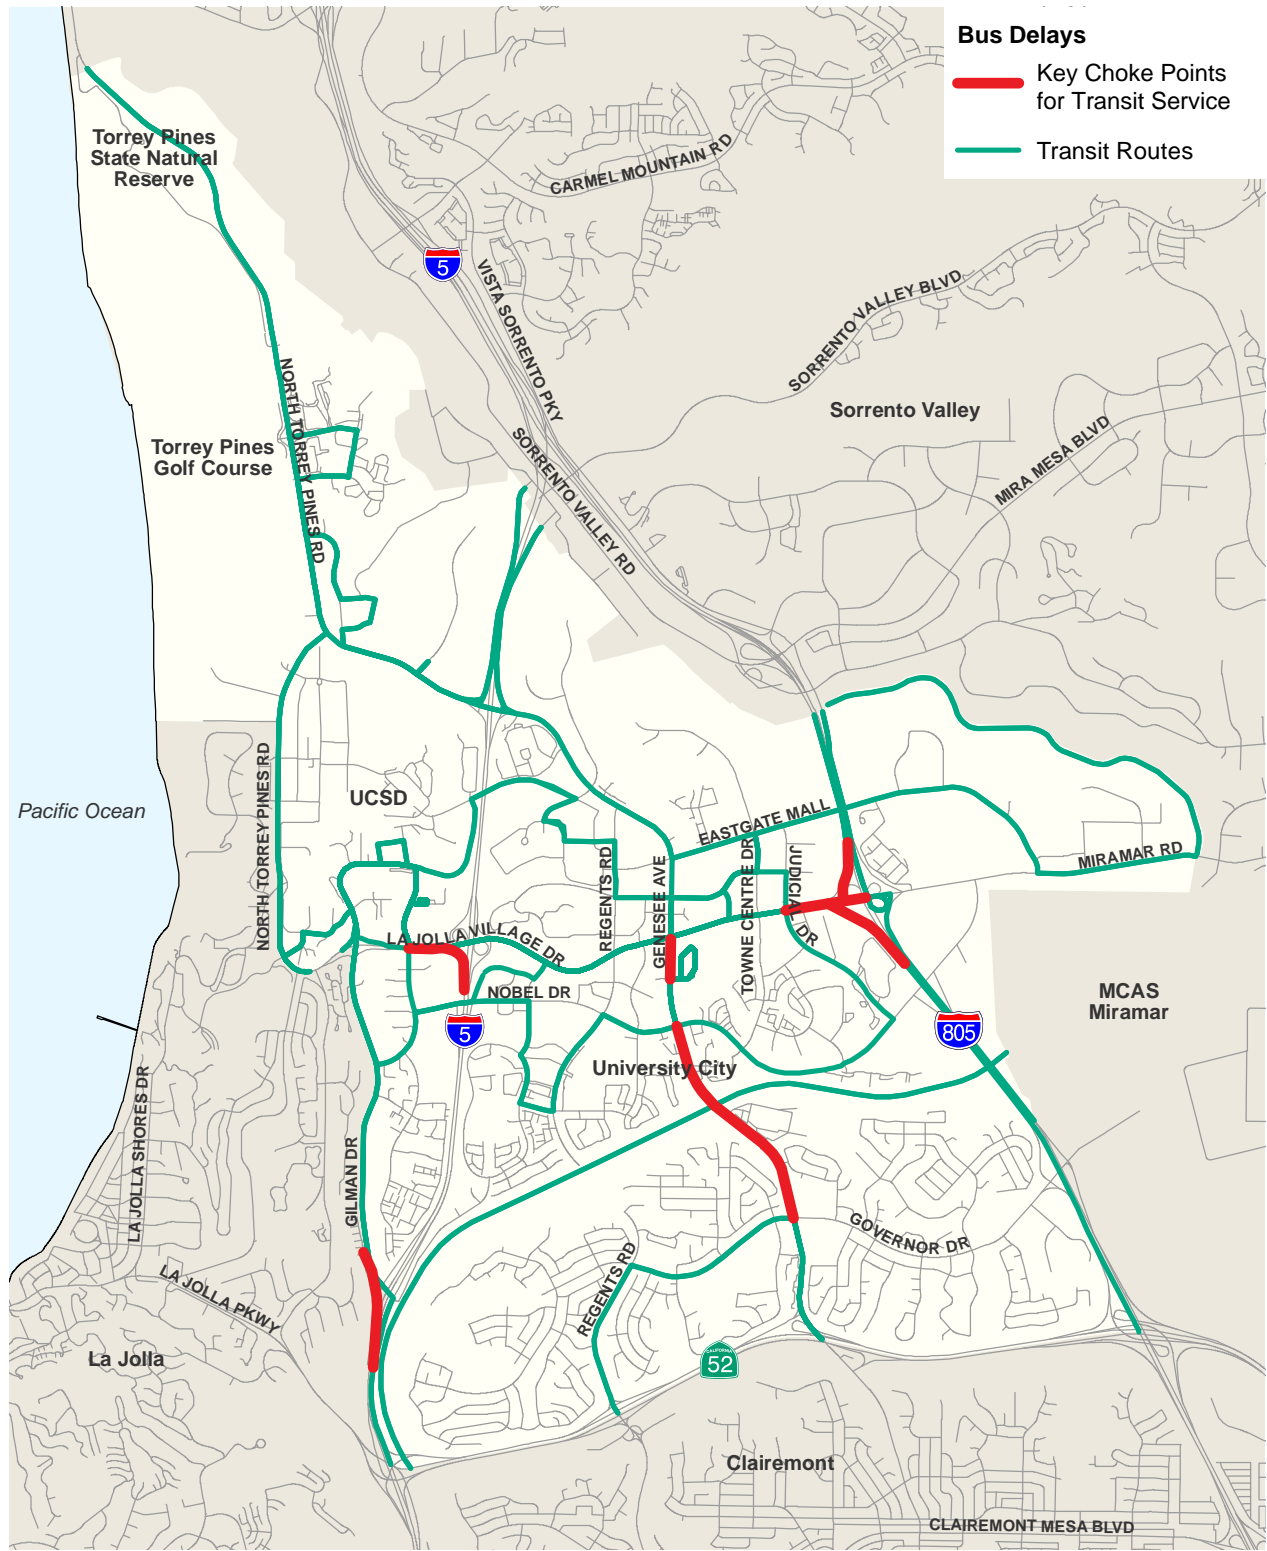 Bus Delays
Key Choke Points
for Transit Service
Transit Routes
Torrey Pines
State Natural
Reserve
CARMEL MOUNTAIN RD
5
VISTA SORRENTO PKY
SORRENTO VALLEY BLVD
Sorrento Valley
NORTH TORREY PINES RD
Torrey Pines
Golf Course
SORRENTO VALLEY RD
MIRA MESA BLVD
Pacific Ocean
NORTH TORREY PINES RD
UCSD
EASTGATE MALL
MIRAMAR RD
REGENTS RD
GENESEE AVE
TOWNE CENTRE DR
JUDICIAL DR
LA JOLLA VILLAGE DR
NOBEL DR
5
805
MCAS
Miramar
University City
LA JOLLA SHORES DR
GILMAN DR
GOVERNOR DR
REGENTS RD
LA JOLLA PKWY
La Jolla
CALIFORNIA
52
Clairemont
CLAIREMONT MESA BLVD